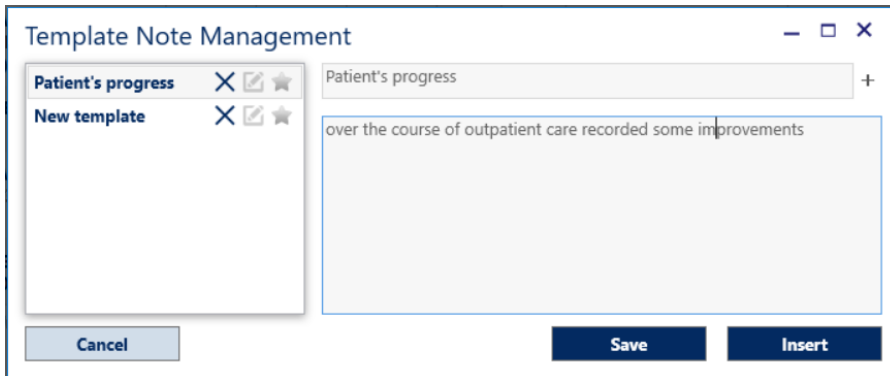 Template Note Management
Patient's progress
New template
Patient's progress
over the course of outpatient care recorded some improvements
Cancel
Save
Insert